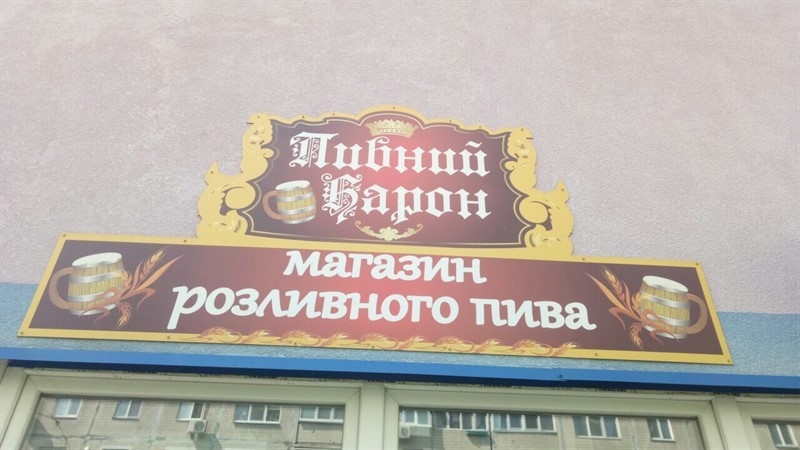 Пивний
Барон
магазин
розливного пива